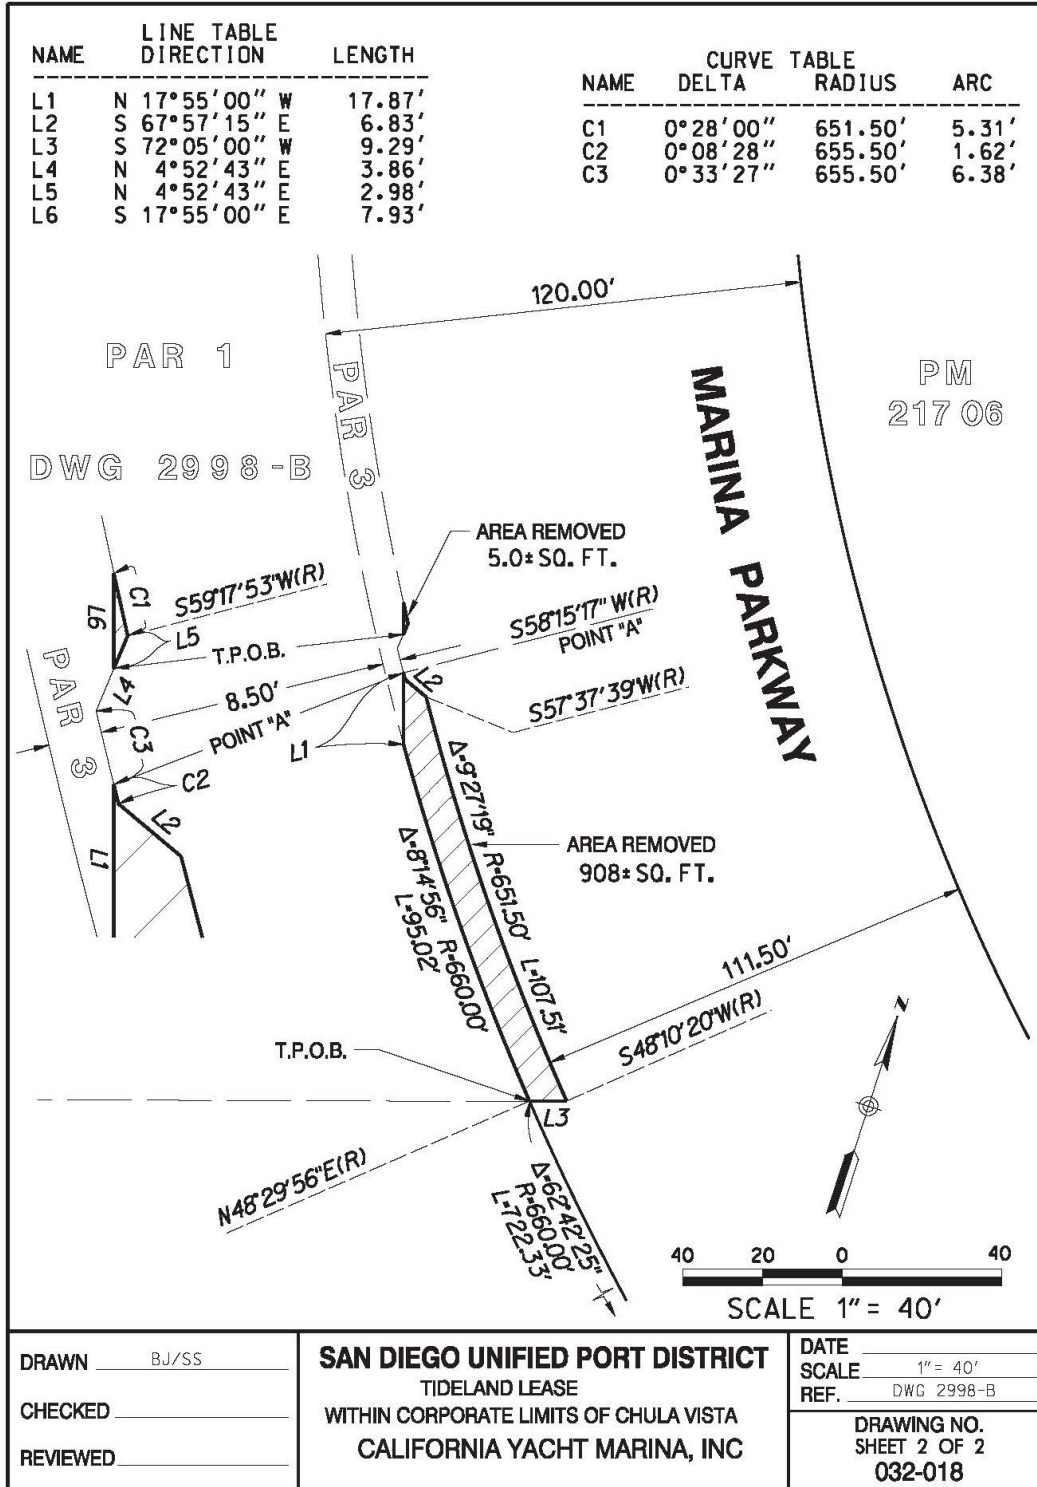 LINE TABLE
NAME DIRECTION LENGTH
L1 N 17°55'00" W 17.87'
L2 S 67°57'15" E 6.83'
L3 S 72°05'00" W 9.29'
L4 N 4°52'43" E 3.86'
L5 N 4°52'43" E 2.98'
L6 S 17°55'00" E 7.93'
CURVE TABLE
NAME DELTA RADIUS ARC
C1 0°28'00" 651.50' 5.31'
C2 0°08'28" 655.50' 1.62'
C3 0°33'27" 655.50' 6.38'
120.00'
PAR 1
PAR 3
MARINA PARKWAY
PM
217 06
DWG 2998-B
AREA REMOVED
5.0± SQ. FT.
C1
S59°17'53"W(R)
L6
L5
T.P.O.B.
S58°15'17" W(R)
POINT "A"
PAR 3
L4
8.50'
L2
S57°37'39"W(R)
C3
POINT "A"
L1
C2
L2
L1
Δ=9°27'19" R=651.50' L=107.51'
AREA REMOVED
908± SQ. FT.
Δ=8°14'56" R=660.00'
L=95.02'
111.50'
S48°10'20"W(R)
N
T.P.O.B.
L3
N48°29'56"E(R)
Δ=62°42'25"
R=660.00'
L=722.33'
40 20 0 40
SCALE 1" = 40'
DRAWN BJ/SS
CHECKED
REVIEWED
SAN DIEGO UNIFIED PORT DISTRICT
TIDELAND LEASE
WITHIN CORPORATE LIMITS OF CHULA VISTA
CALIFORNIA YACHT MARINA, INC
DATE
SCALE 1"= 40'
REF. DWG 2998-B
DRAWING NO.
SHEET 2 OF 2
032-018